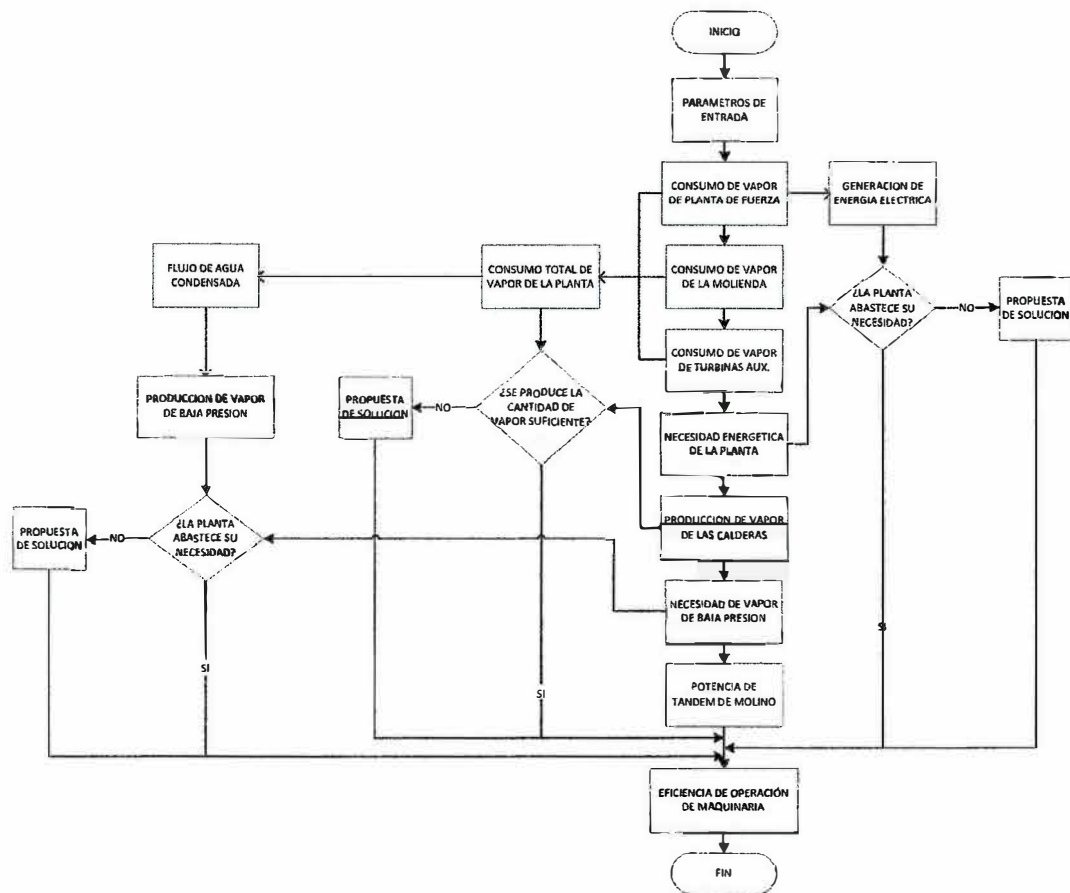 INICIO
PARAMETROS DE
ENTRADA
CONSUMO DE VAPOR
DE PLANTA DE FUERZA
GENERACION DE
ENERGIA ELECTRICA
FLUJO DE AGUA
CONDENSADA
CONSUMO TOTAL DE
VAPOR DE LA PLANTA
CONSUMO DE VAPOR
DE LA MOLIENDA
¿LA PLANTA
ABASTECE SU
NECESIDAD?
NO
PROPUESTA
DE SOLUCION
CONSUMO DE VAPOR
DE TURBINAS AUX.
PRODUCCION DE VAPOR
DE BAJA PRESION
PROPUESTA
DE SOLUCION
NO
¿SE PRODUCE LA
CANTIDAD DE
VAPOR SUFICIENTE?
NECESIDAD ENERGETICA
DE LA PLANTA
PROPUESTA
DE SOLUCION
NO
¿LA PLANTA
ABASTECE SU
NECESIDAD?
PRODUCCION DE VAPOR
DE LAS CALDERAS
NECESIDAD DE VAPOR
DE BAJA PRESION
SI
SI
SI
POTENCIA DE
TANDEM DE MOLINO
EFICIENCIA DE OPERACIÓN
DE MAQUINARIA
FIN